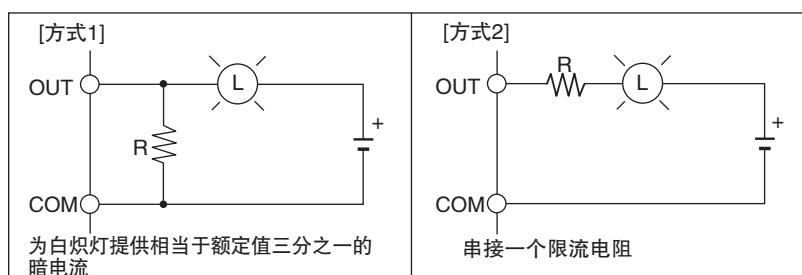 [方式1]
OUT
L
R
+
COM
为白炽灯提供相当于额定值三分之一的
暗电流
[方式2]
OUT
R
L
+
COM
串接一个限流电阻